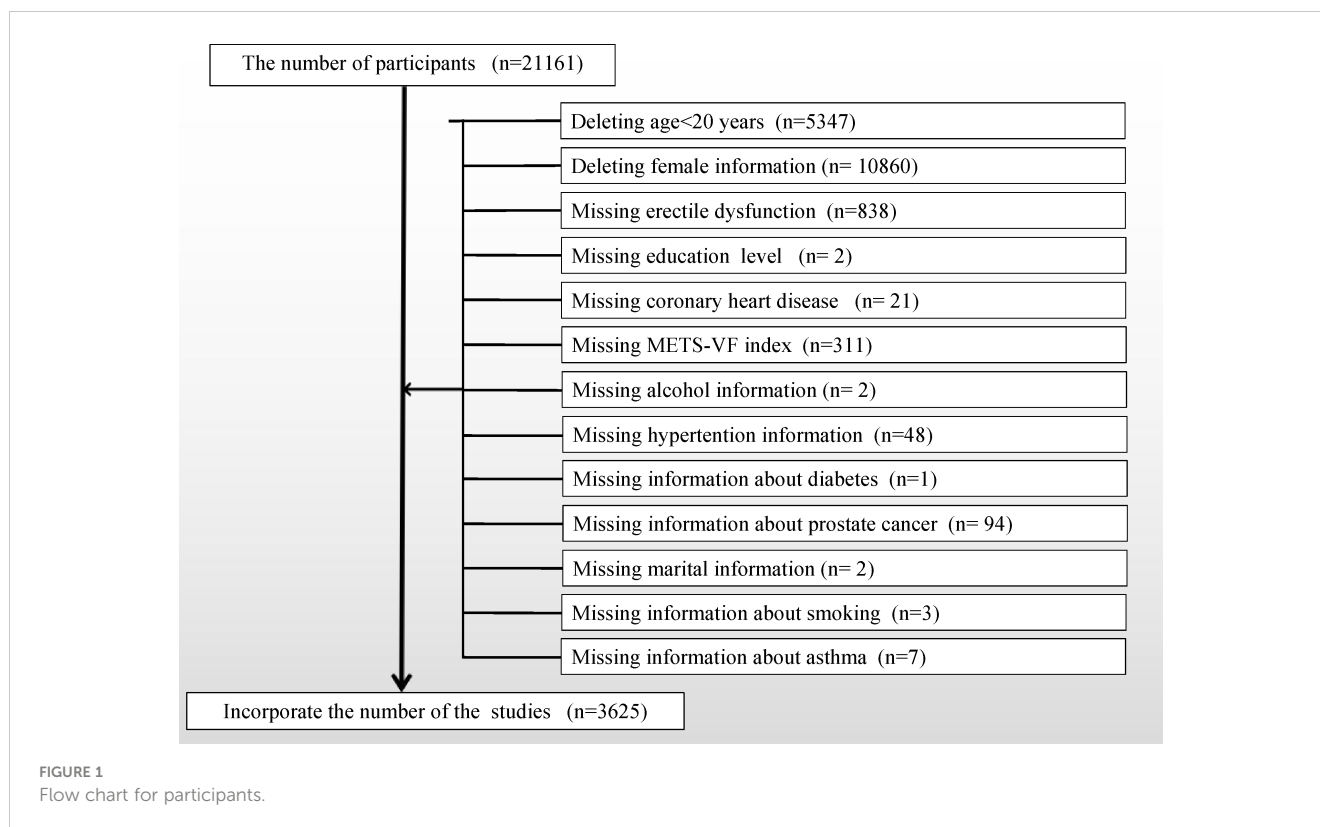 The number of participants (n=21161)
Deleting age<20 years (n=5347)
Deleting female information (n= 10860)
Missing erectile dysfunction (n=838)
Missing education level (n= 2)
Missing coronary heart disease (n= 21)
Missing METS-VF index (n=311)
Missing alcohol information (n= 2)
Missing hypertention information (n=48)
Missing information about diabetes (n=1)
Missing information about prostate cancer (n= 94)
Missing marital information (n= 2)
Missing information about smoking (n=3)
Missing information about asthma (n=7)
Incorporate the number of the studies (n=3625)
FIGURE 1
Flow chart for participants.